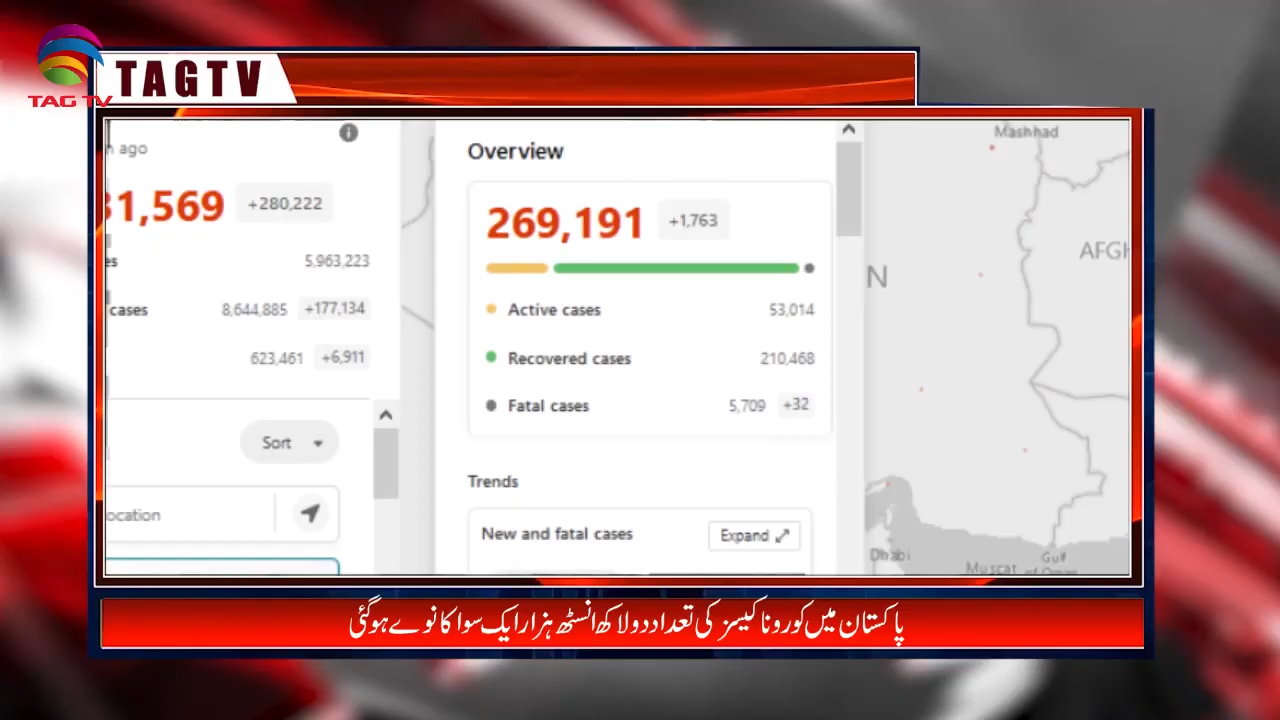 TAGTV
TAG TV
ago
1,569 +280,222
5,963,223
cases 8,644,885 +177,134
623,461 +6,911
Sort
Overview
269,191 +1,763
Active cases 53,014
Recovered cases 210,468
Fatal cases 5,709 +32
Trends
New and fatal cases Expand
Mashhad
AFGH
N
Dhabi
Muscat
Gulf
of Oman
پاکستان میں کورونا کیسز کی تعداد دو لاکھ انسٹھ ہزار ایک سو اکانوے ہوگئی